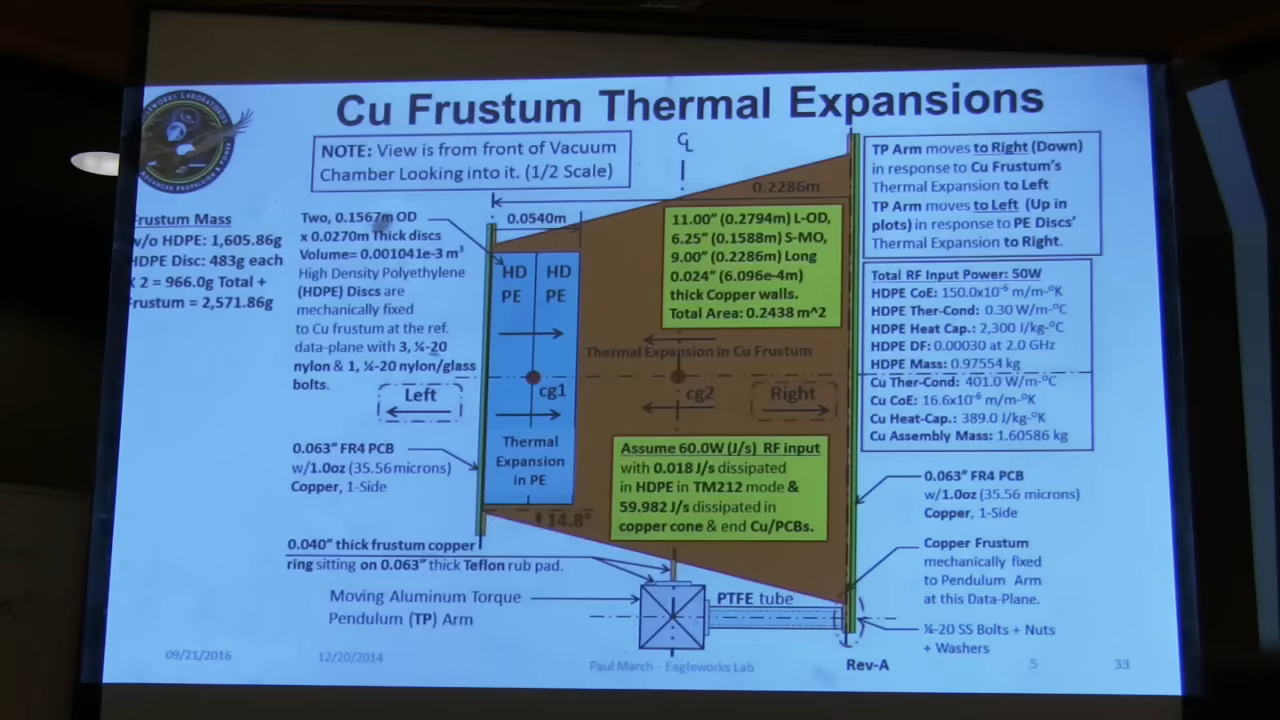 Cu Frustum Thermal Expansions
NOTE: View is from front of Vacuum
Chamber Looking into it. (1/2 Scale)
℄
TP Arm moves to Right (Down)
in response to Cu Frustum's
Thermal Expansion to Left
TP Arm moves to Left (Up in
plots) in response to PE Discs'
Thermal Expansion to Right.
Frustum Mass
w/o HDPE: 1,605.86g
HDPE Disc: 483g each
X 2 = 966.0g Total +
Frustum = 2,571.86g
Two, 0.1567m OD
x 0.0270m Thick discs
Volume= 0.001041e-3 m³
High Density Polyethylene
(HDPE) Discs are
mechanically fixed
to Cu frustum at the ref.
data-plane with 3, ¼-20
nylon & 1, ¼-20 nylon/glass
bolts.
0.2286m
0.0540m
11.00" (0.2794m) L-OD,
6.25" (0.1588m) S-MO,
9.00" (0.2286m) Long
0.024" (6.096e-4m)
thick Copper walls.
Total Area: 0.2438 m^2
HD HD
PE PE
Thermal Expansion in Cu Frustum
cg1
cg2
Left
Right
Total RF Input Power: 50W
HDPE CoE: 150.0x10⁻⁶ m/m-°K
HDPE Ther-Cond: 0.30 W/m-°C
HDPE Heat Cap.: 2,300 J/kg-°K
HDPE DF: 0.00030 at 2.0 GHz
HDPE Mass: 0.97554 kg
Cu Ther-Cond: 401.0 W/m-°C
Cu CoE: 16.6x10⁻⁶ m/m-°K
Cu Heat-Cap.: 389.0 J/kg-°K
Cu Assembly Mass: 1.60586 kg
Thermal
Expansion
in PE
Assume 60.0W (J/s) RF input
with 0.018 J/s dissipated
in HDPE in TM212 mode &
59.982 J/s dissipated in
copper cone & end Cu/PCBs.
0.063" FR4 PCB
w/1.0oz (35.56 microns)
Copper, 1-Side
0.063" FR4 PCB
w/1.0oz (35.56 microns)
Copper, 1-Side
14.8°
0.040" thick frustum copper
ring sitting on 0.063" thick Teflon rub pad.
Copper Frustum
mechanically fixed
to Pendulum Arm
at this Data-Plane.
Moving Aluminum Torque
Pendulum (TP) Arm
PTFE tube
¼-20 SS Bolts + Nuts
+ Washers
09/21/2016
12/20/2014
Paul March - Eagleworks Lab
Rev-A
5
33